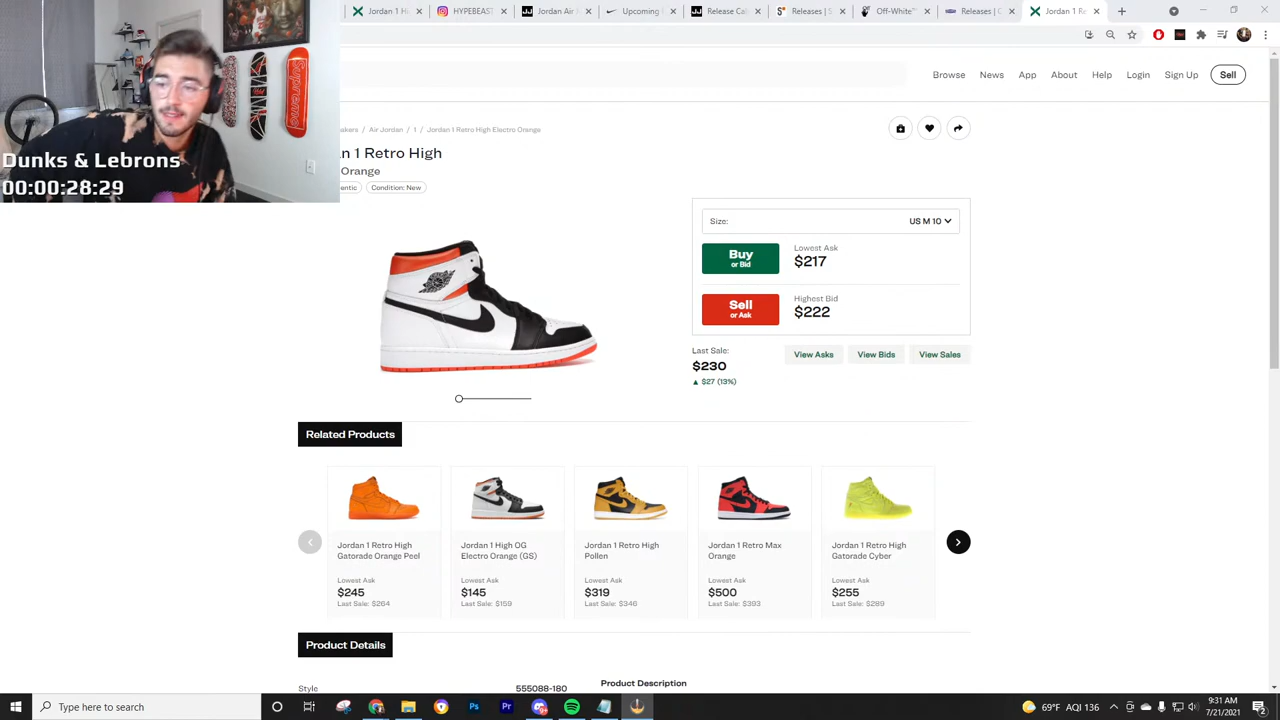 Jordan 1 R
HYPEBEAST
Jordan Air J
Upcoming
Release Cal
Releases | S
Off-White™
Releases | C
Jordan 1 Re
Browse
News
App
About
Help
Login
Sign Up
Sell
akers / Air Jordan / 1 / Jordan 1 Retro High Electro Orange
n 1 Retro High
Orange
entic
Condition: New
Dunks & Lebrons
00:00:28:29
Supreme
Size:
US M 10
Buy
or Bid
Lowest Ask
$217
Sell
or Ask
Highest Bid
$222
Last Sale:
$230
▲ $27 (13%)
View Asks
View Bids
View Sales
Related Products
Jordan 1 Retro High
Gatorade Orange Peel
Lowest Ask
$245
Last Sale: $264
Jordan 1 High OG
Electro Orange (GS)
Lowest Ask
$145
Last Sale: $159
Jordan 1 Retro High
Pollen
Lowest Ask
$319
Last Sale: $346
Jordan 1 Retro Max
Orange
Lowest Ask
$500
Last Sale: $393
Jordan 1 Retro High
Gatorade Cyber
Lowest Ask
$255
Last Sale: $289
Product Details
Style
555088-180
Product Description
Type here to search
69°F AQI 136
9:31 AM
7/21/2021